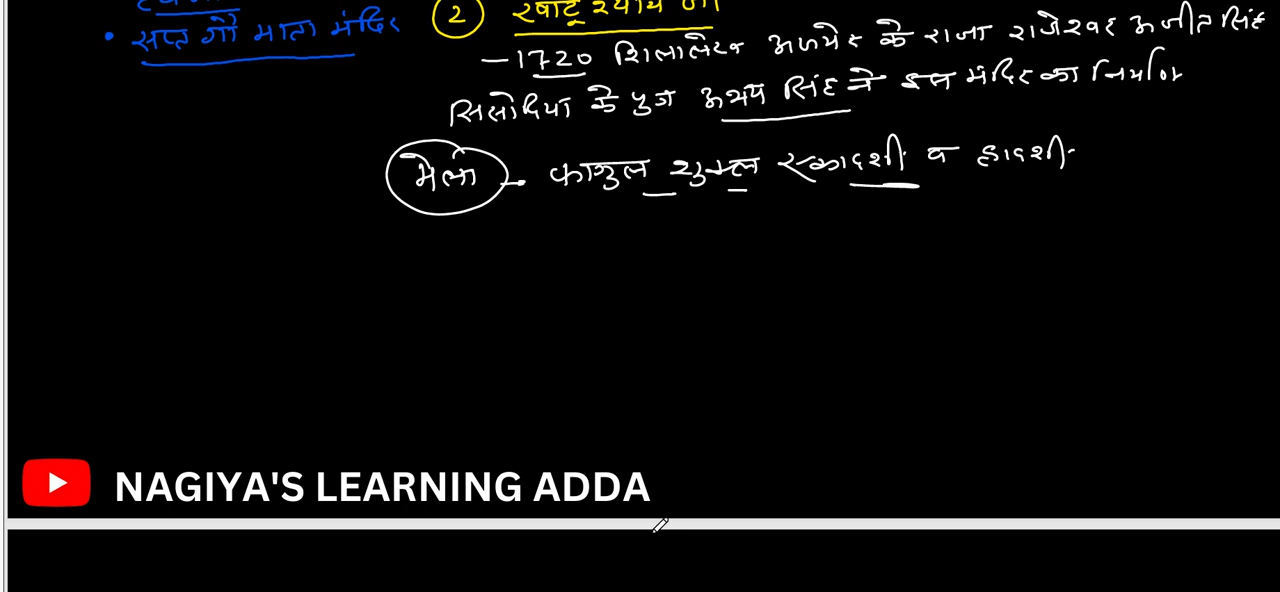 • सप्त गौ माता मंदिर
2 खाटू श्याम जी
— 1720 शिलालेख अजमेर के राजा राजेश्वर अजीत सिंह
सिसोदिया के पुत्र अभय सिंह ने इस मंदिर का निर्माण
मेला - फाल्गुन शुक्ल एकादशी व द्वादशी
NAGIYA'S LEARNING ADDA